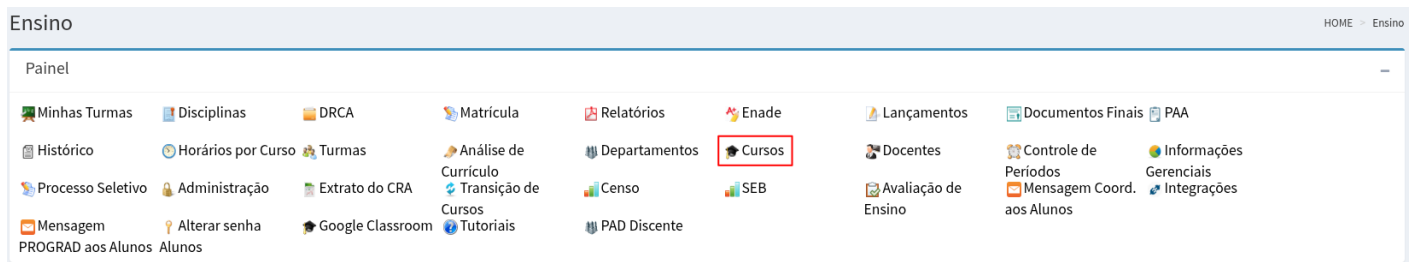 Ensino
HOME > Ensino
Painel
Minhas Turmas Disciplinas DRCA Matrícula Relatórios Enade Lançamentos Documentos Finais PAA
Histórico Horários por Curso Turmas Análise de Currículo Departamentos Cursos Docentes Controle de Períodos Informações Gerenciais
Processo Seletivo Administração Extrato do CRA Transição de Cursos Censo SEB Avaliação de Ensino Mensagem Coord. aos Alunos Integrações
Mensagem PROGRAD aos Alunos Alterar senha Alunos Google Classroom Tutoriais PAD Discente